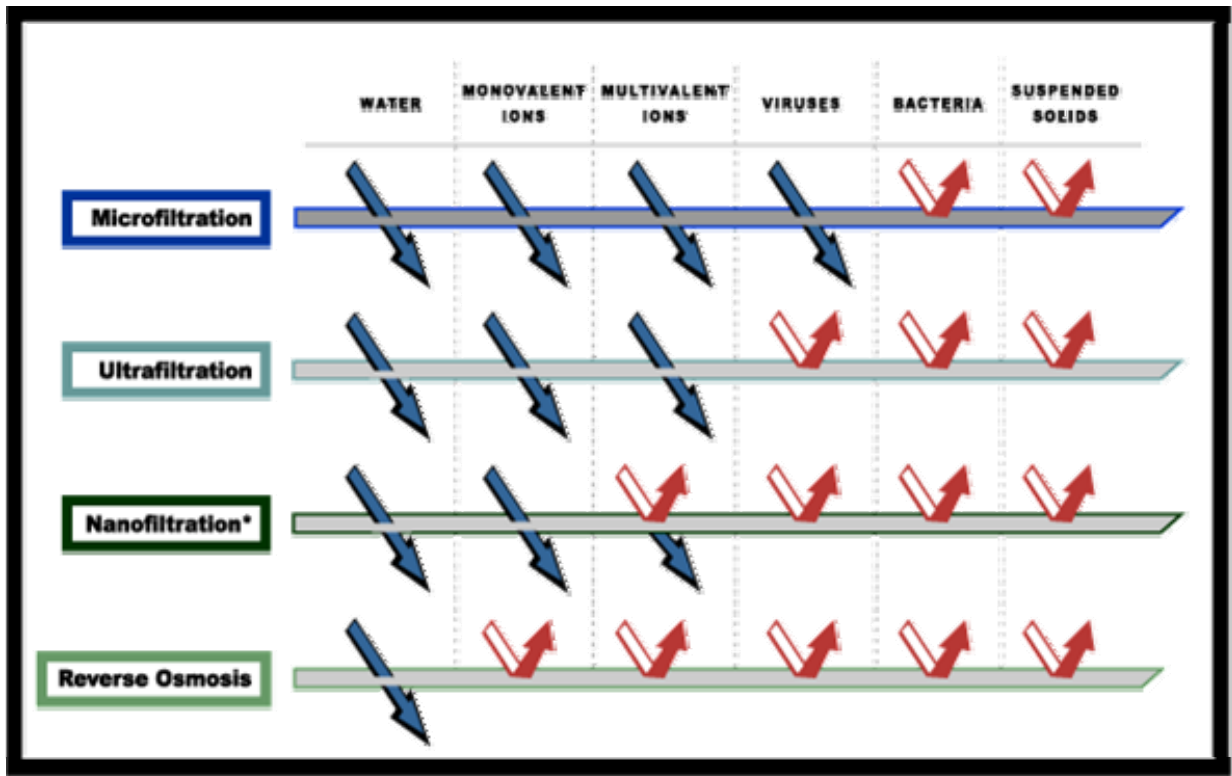 WATER
MONOVALENT
IONS
MULTIVALENT
IONS
VIRUSES
BACTERIA
SUSPENDED
SOLIDS
Microfiltration
Ultrafiltration
Nanofiltration*
Reverse Osmosis